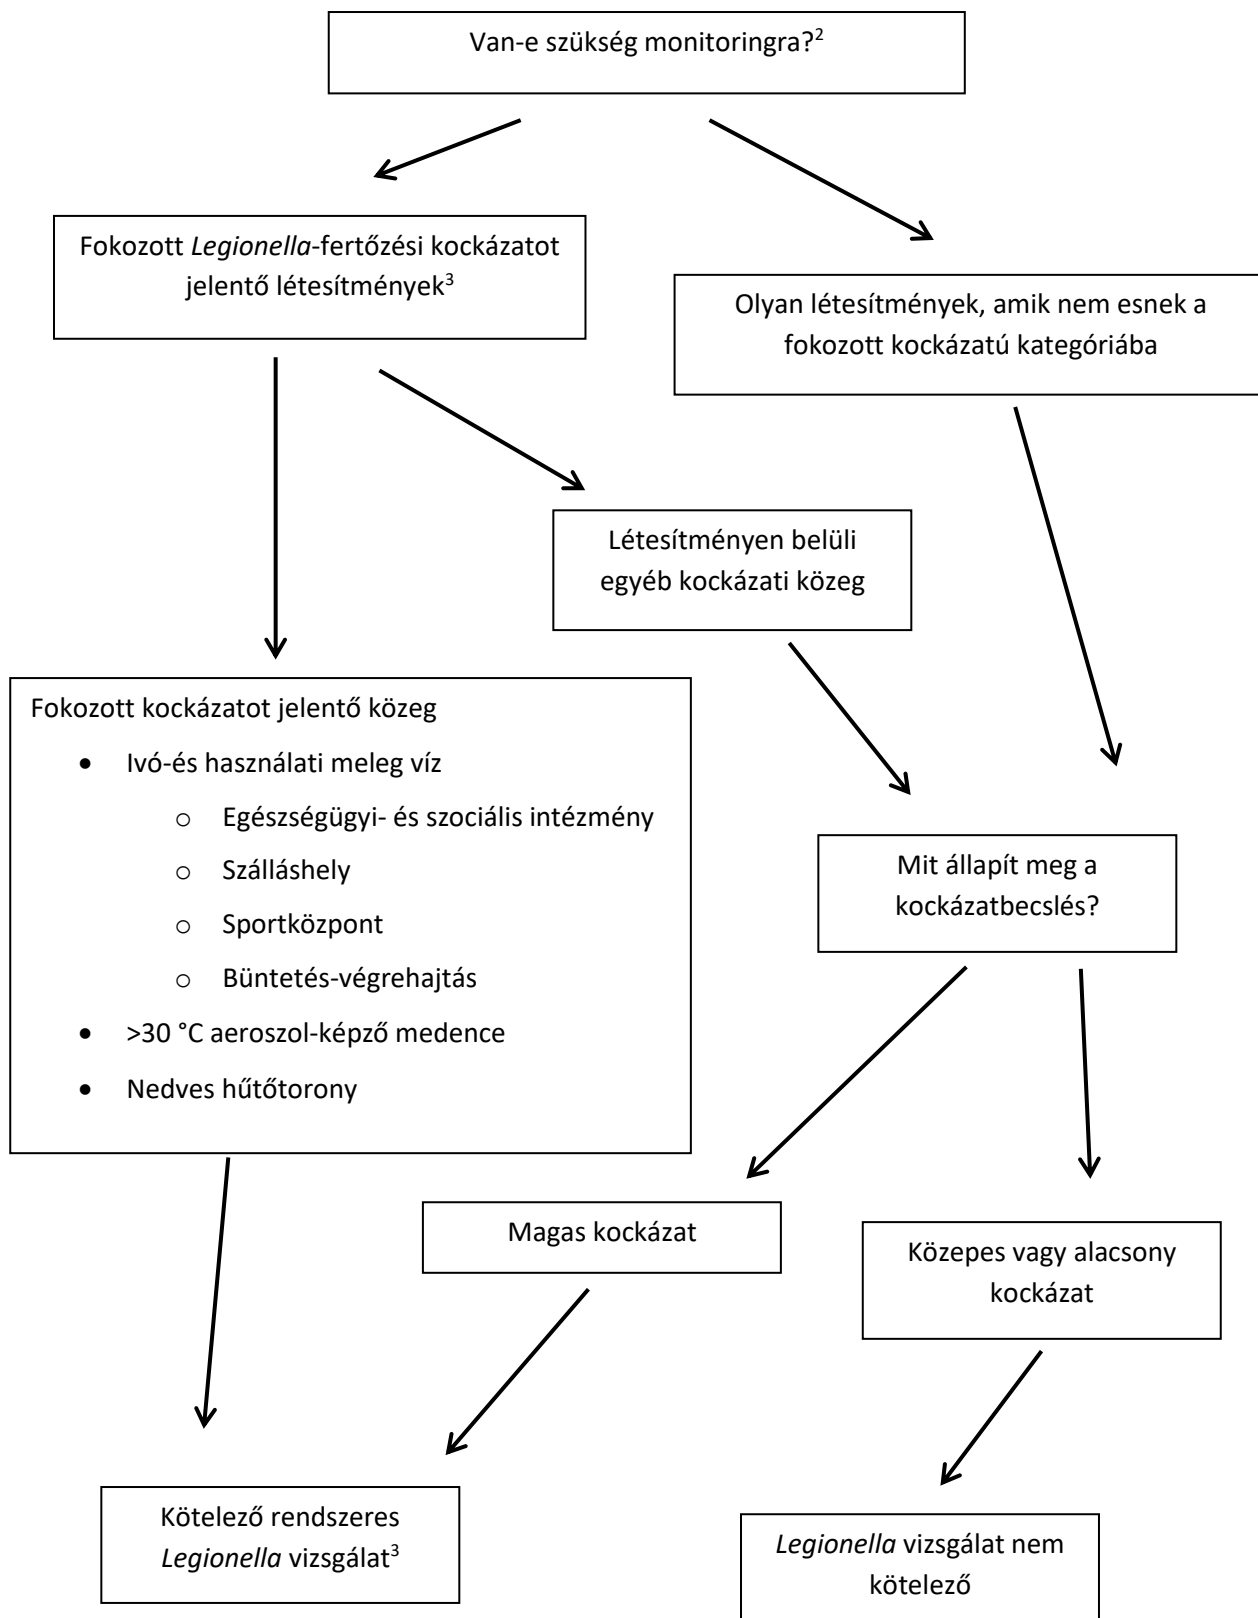 Van-e szükség monitoringra?²
Fokozott Legionella-fertőzési kockázatot
jelentő létesítmények³
Olyan létesítmények, amik nem esnek a
fokozott kockázatú kategóriába
Létesítményen belüli
egyéb kockázati közeg
Fokozott kockázatot jelentő közeg
• Ivó-és használati meleg víz
o Egészségügyi- és szociális intézmény
o Szálláshely
o Sportközpont
o Büntetés-végrehajtás
• >30 °C aeroszol-képző medence
• Nedves hűtőtorony
Mit állapít meg a
kockázatbecslés?
Magas kockázat
Közepes vagy alacsony
kockázat
Kötelező rendszeres
Legionella vizsgálat³
Legionella vizsgálat nem
kötelező